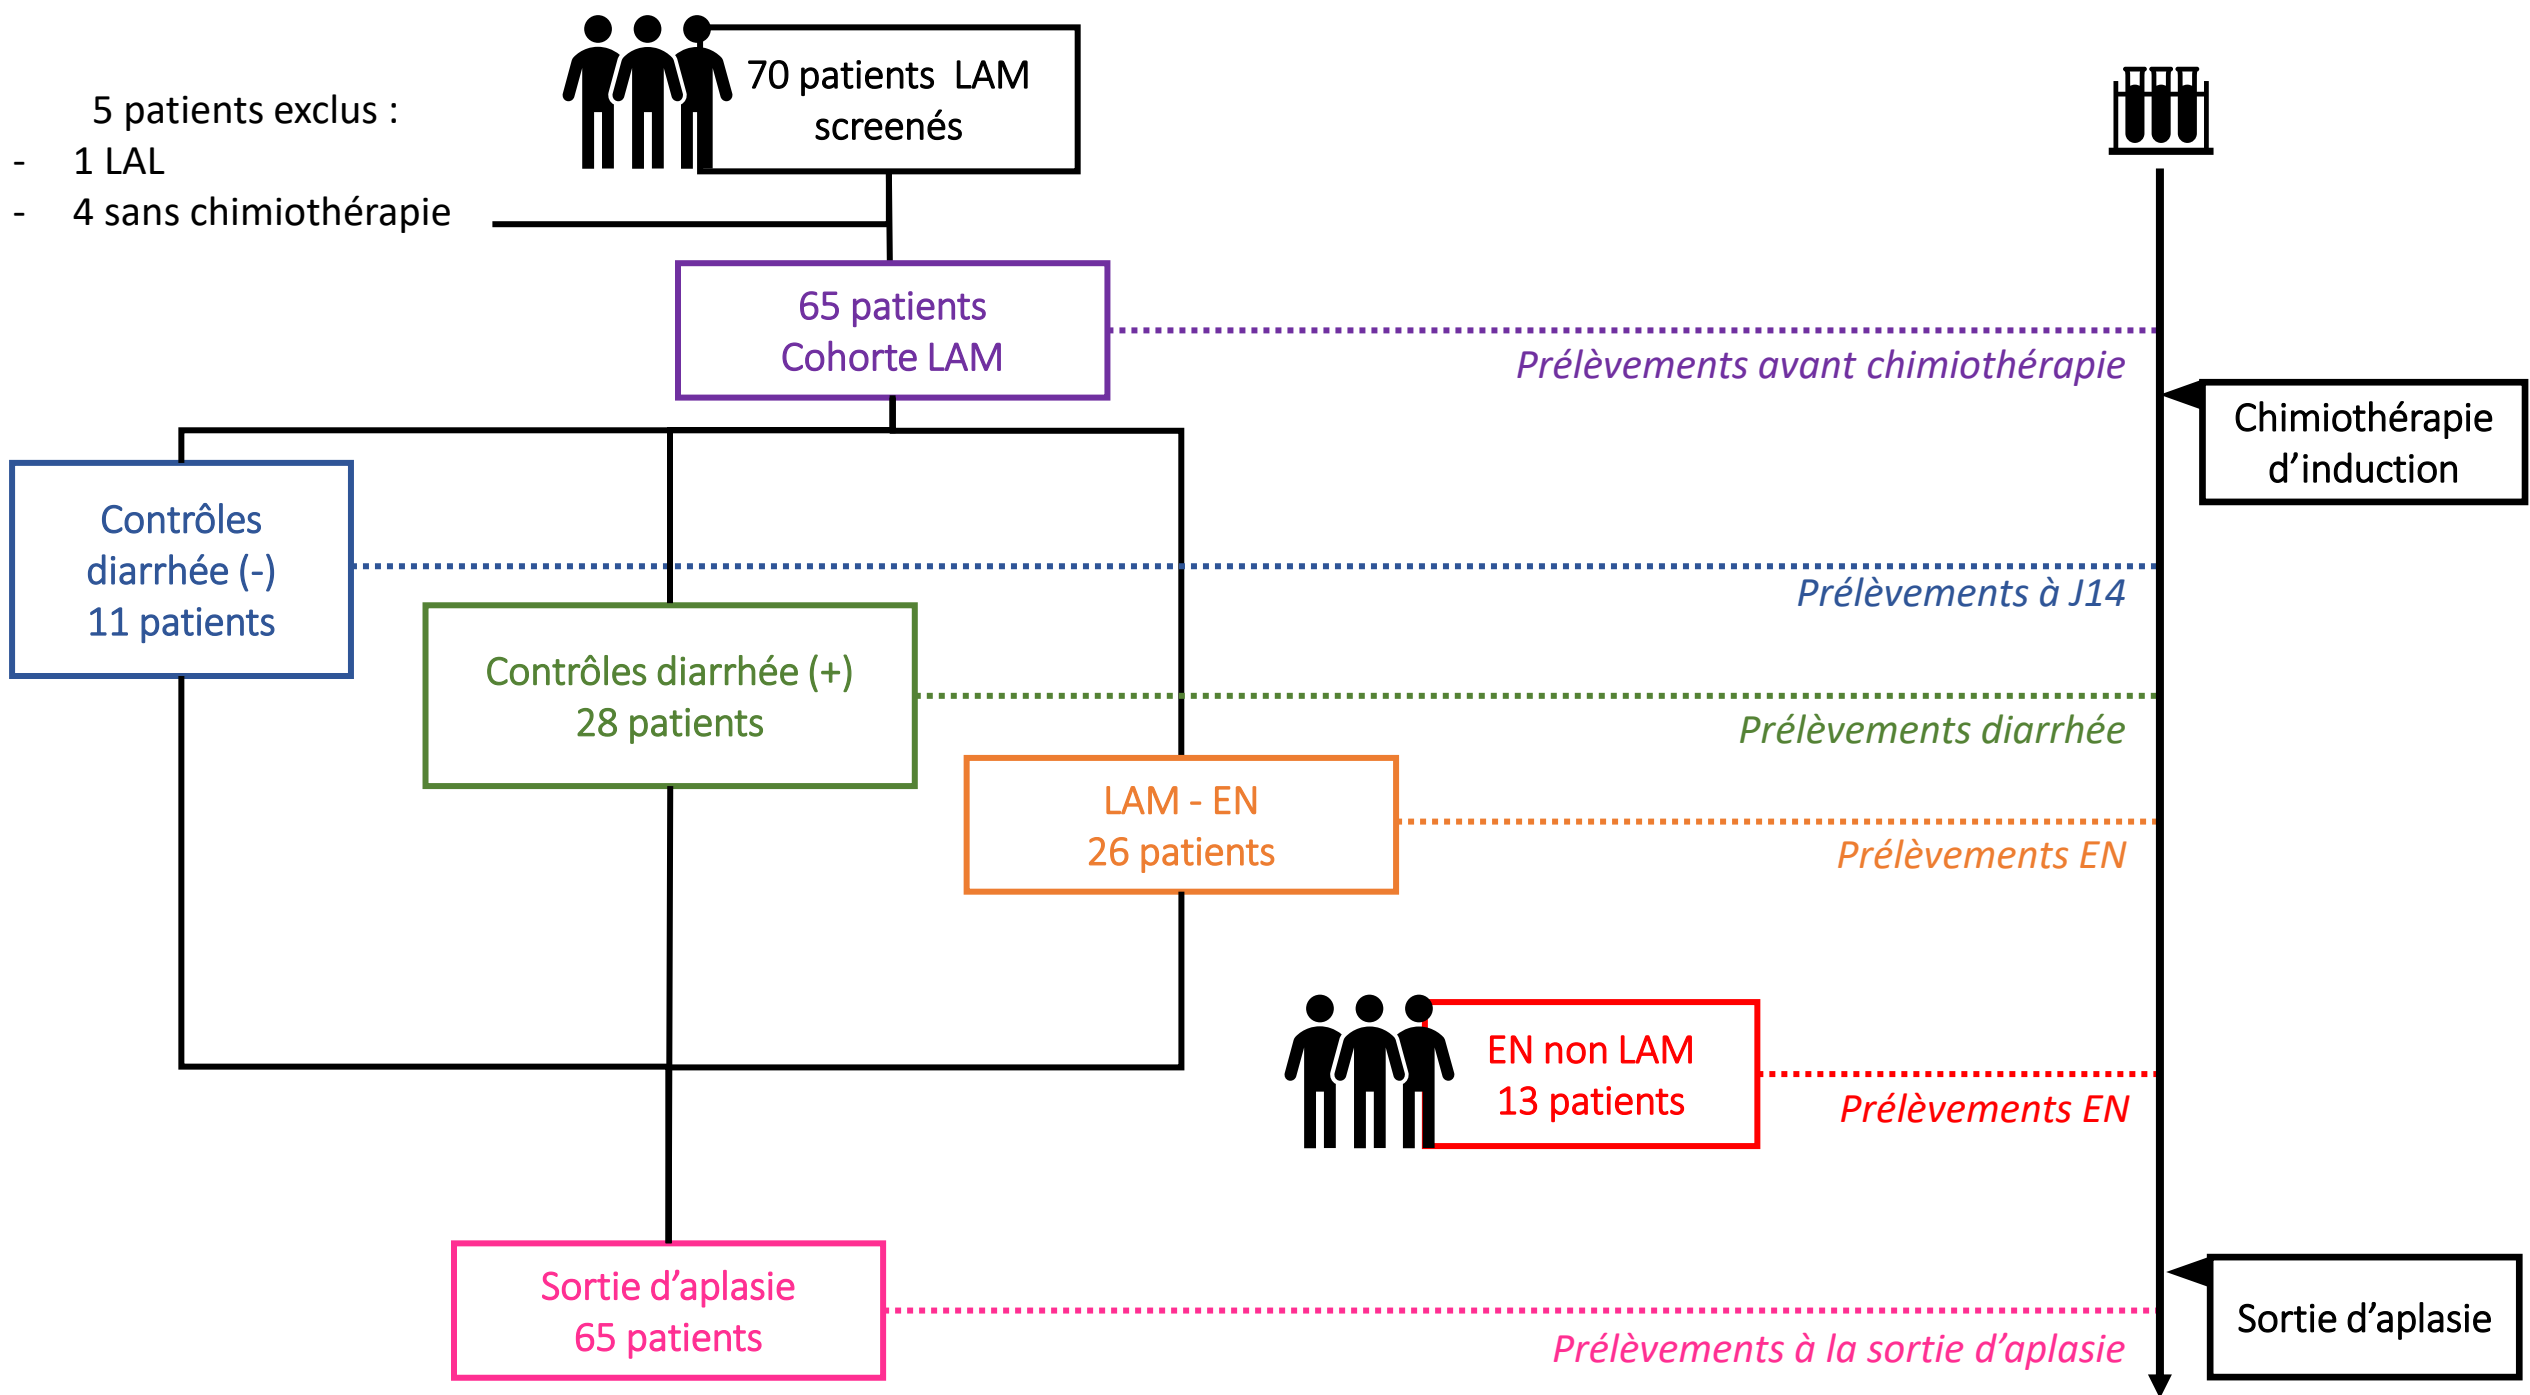 70 patients LAM
screenés
5 patients exclus :
- 1 LAL
- 4 sans chimiothérapie
65 patients
Cohorte LAM
Prélèvements avant chimiothérapie
Chimiothérapie
d’induction
Contrôles
diarrhée (-)
11 patients
Prélèvements à J14
Contrôles diarrhée (+)
28 patients
Prélèvements diarrhée
LAM - EN
26 patients
Prélèvements EN
EN non LAM
13 patients
Prélèvements EN
Sortie d’aplasie
65 patients
Prélèvements à la sortie d’aplasie
Sortie d’aplasie